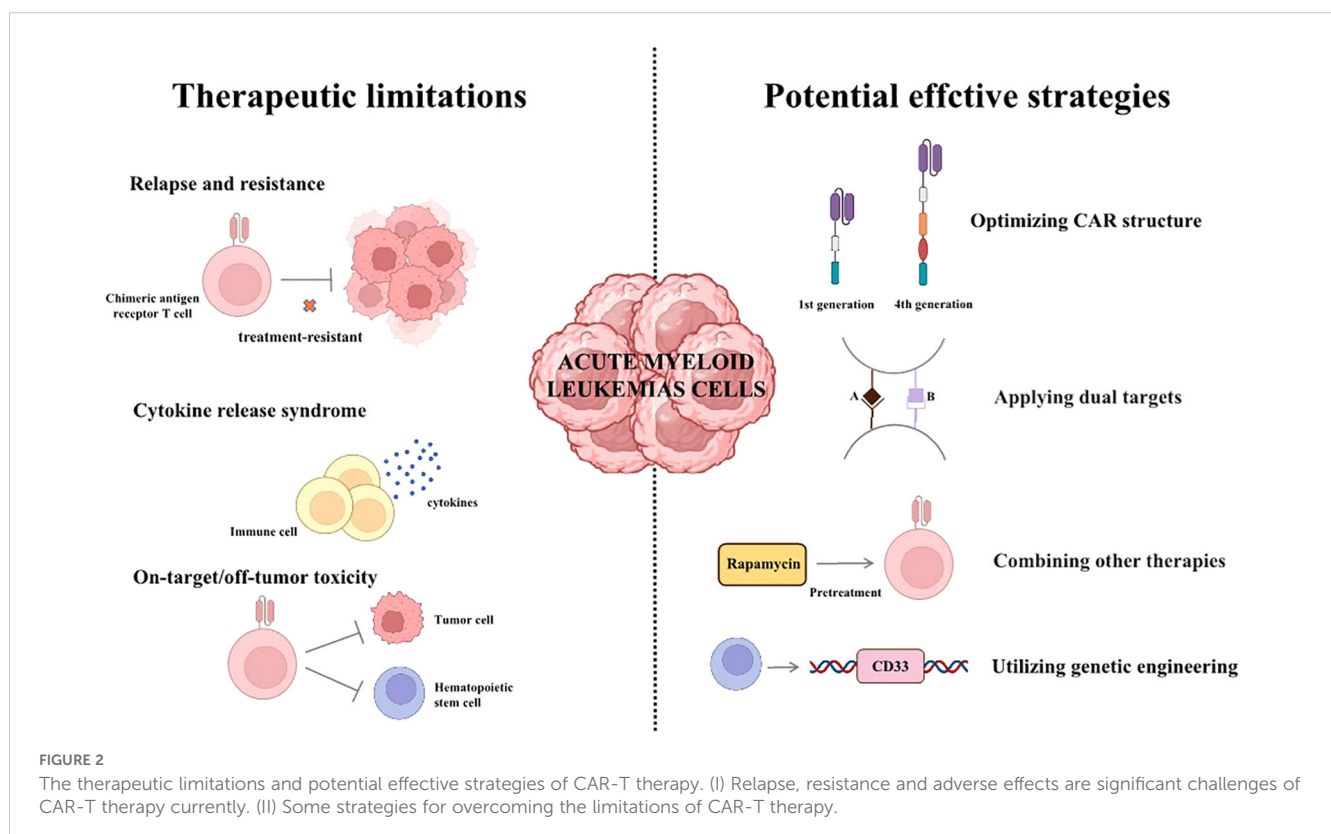 Therapeutic limitations
Relapse and resistance
Chimeric antigen
receptor T cell
treatment-resistant
Cytokine release syndrome
cytokines
Immune cell
On-target/off-tumor toxicity
Tumor cell
Hematopoietic
stem cell
ACUTE MYELOID
LEUKEMIAS CELLS
Potential effctive strategies
1st generation
4th generation
Optimizing CAR structure
A
B
Applying dual targets
Rapamycin
Pretreatment
Combining other therapies
CD33
Utilizing genetic engineering
FIGURE 2
The therapeutic limitations and potential effective strategies of CAR-T therapy. (I) Relapse, resistance and adverse effects are significant challenges of
CAR-T therapy currently. (II) Some strategies for overcoming the limitations of CAR-T therapy.